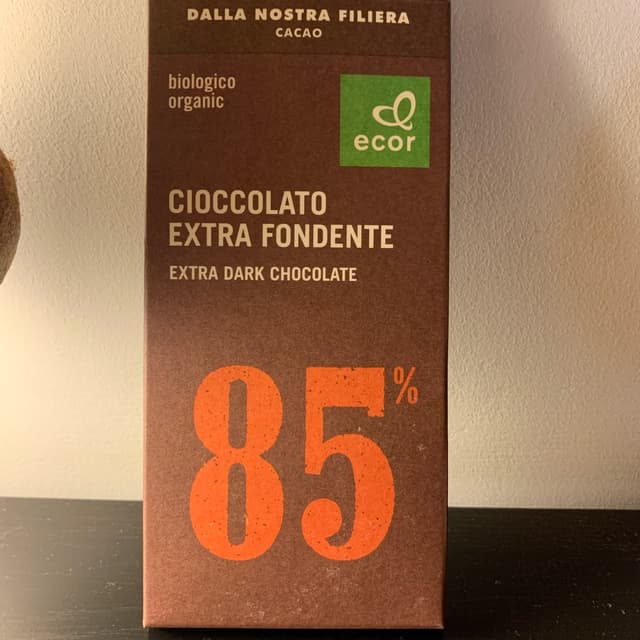 DALLA NOSTRA FILIERA
CACAO
biologico
organic
ecor
CIOCCOLATO
EXTRA FONDENTE
EXTRA DARK CHOCOLATE
85%